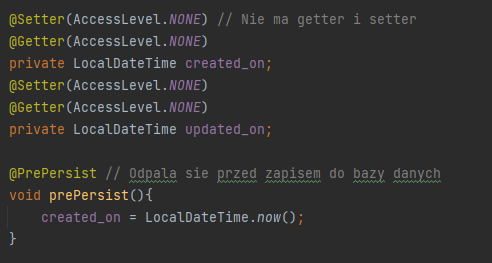 @Setter(AccessLevel.NONE) // Nie ma getter i setter
@Getter(AccessLevel.NONE)
private LocalDateTime created_on;
@Setter(AccessLevel.NONE)
@Getter(AccessLevel.NONE)
private LocalDateTime updated_on;
@PrePersist // Odpala sie przed zapisem do bazy danych
void prePersist(){
created_on = LocalDateTime.now();
}